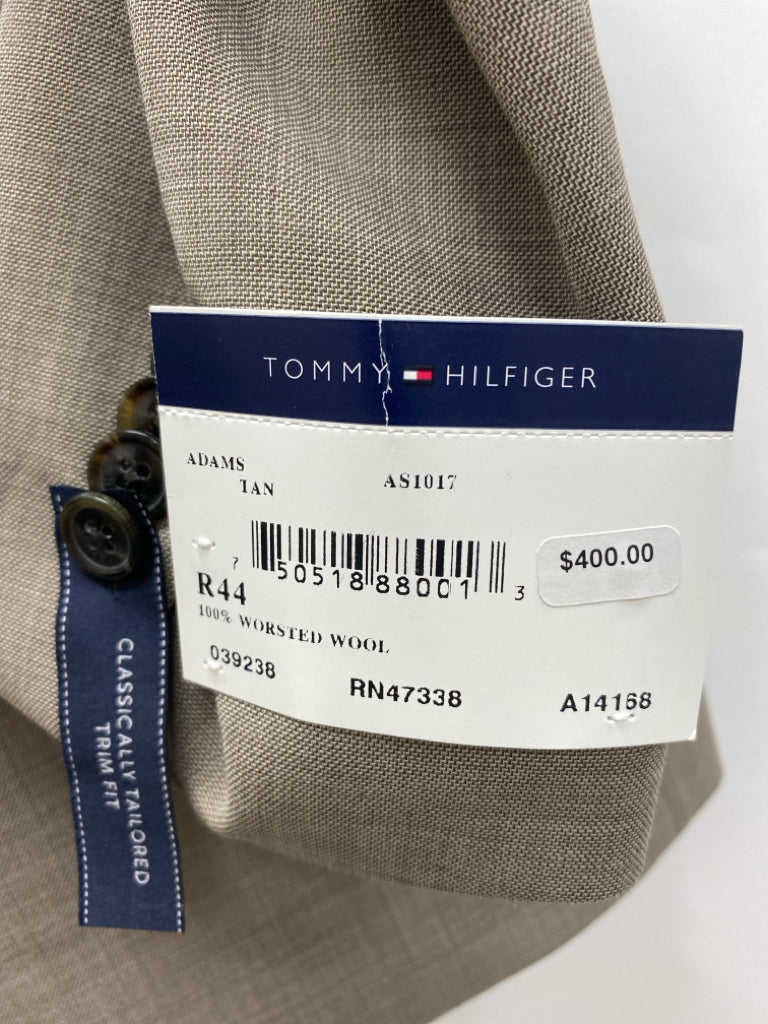 TOMMY HILFIGER
ADAMS
TAN AS1017
$400.00
7 50518 88001 3
R44
100% WORSTED WOOL
039238 RN47338 A14168
CLASSICALLY TAILORED
TRIM FIT